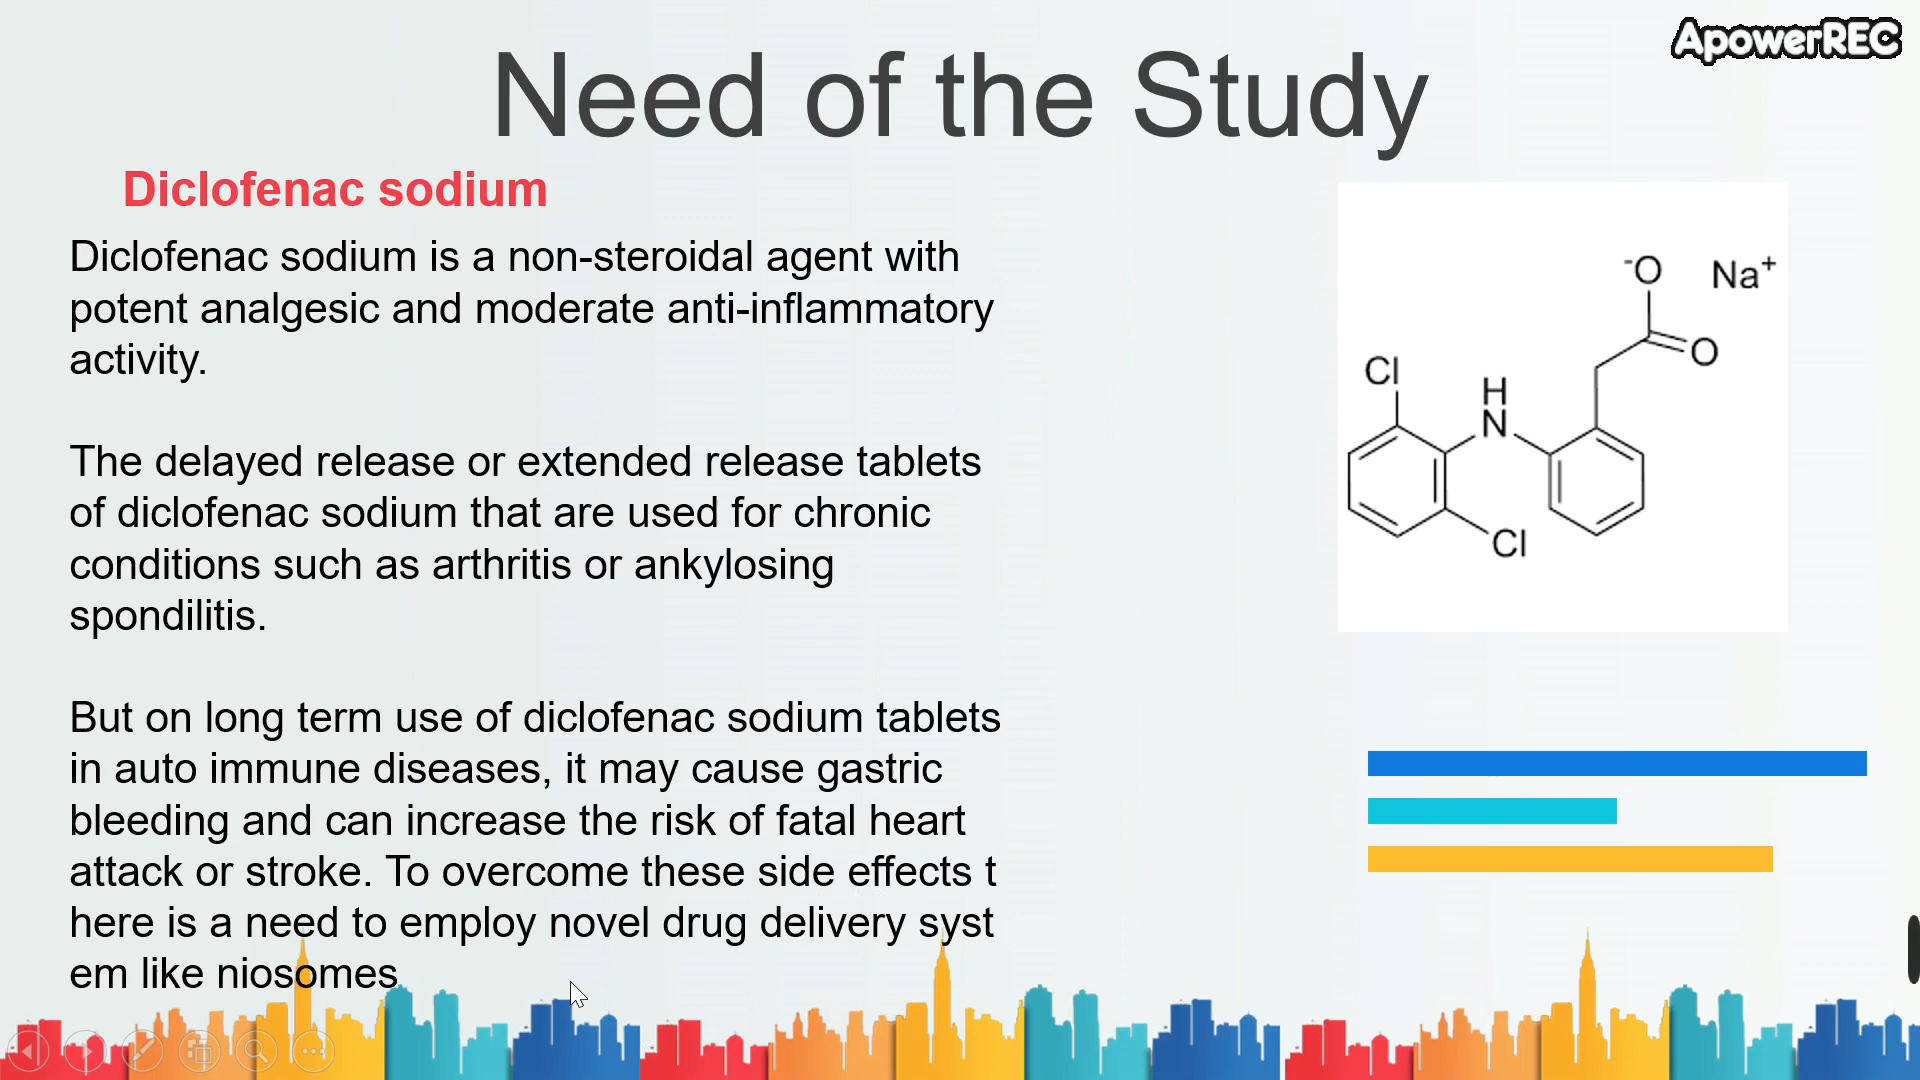 ApowerREC
Need of the Study
Diclofenac sodium
Diclofenac sodium is a non-steroidal agent with
potent analgesic and moderate anti-inflammatory
activity.
The delayed release or extended release tablets
of diclofenac sodium that are used for chronic
conditions such as arthritis or ankylosing
spondilitis.
But on long term use of diclofenac sodium tablets
in auto immune diseases, it may cause gastric
bleeding and can increase the risk of fatal heart
attack or stroke. To overcome these side effects t
here is a need to employ novel drug delivery syst
em like niosomes
-O Na+
O
Cl
H
N
Cl